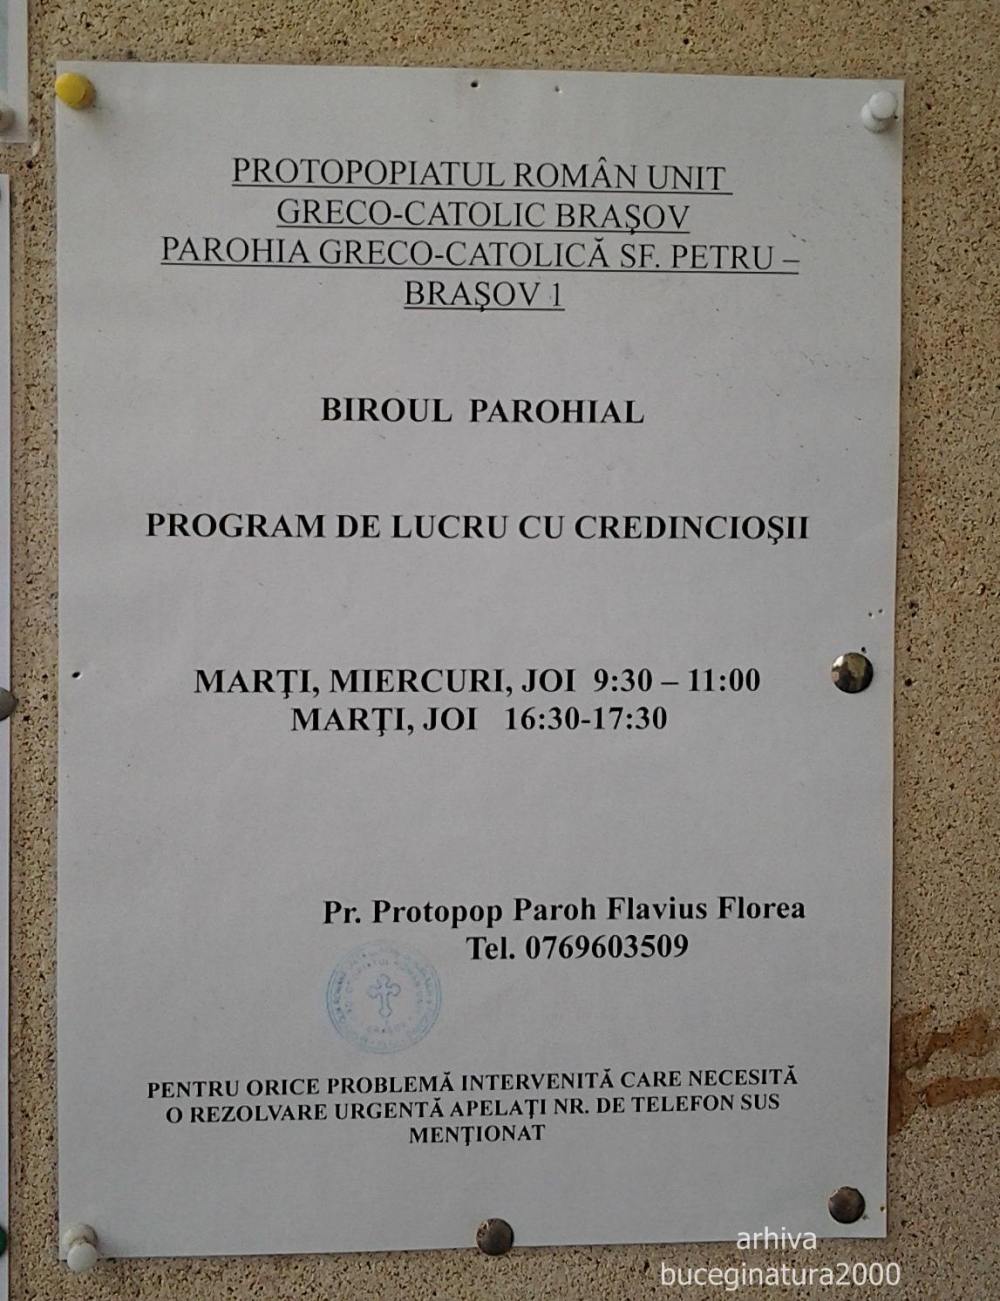 PROTOPOPIATUL ROMÂN UNIT
GRECO-CATOLIC BRAŞOV
PAROHIA GRECO-CATOLICĂ SF. PETRU –
BRAŞOV 1
BIROUL PAROHIAL
PROGRAM DE LUCRU CU CREDINCIOŞII
MARŢI, MIERCURI, JOI 9:30 – 11:00
MARŢI, JOI 16:30-17:30
Pr. Protopop Paroh Flavius Florea
Tel. 0769603509
PENTRU ORICE PROBLEMĂ INTERVENITĂ CARE NECESITĂ
O REZOLVARE URGENTĂ APELAŢI NR. DE TELEFON SUS
MENŢIONAT
arhiva
buceginatura2000